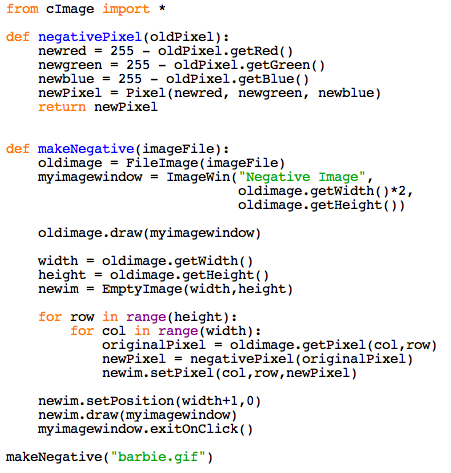 from cImage import *

def negativePixel(oldPixel):
    newred = 255 - oldPixel.getRed()
    newgreen = 255 - oldPixel.getGreen()
    newblue = 255 - oldPixel.getBlue()
    newPixel = Pixel(newred, newgreen, newblue)
    return newPixel


def makeNegative(imageFile):
    oldimage = FileImage(imageFile)
    myimagewindow = ImageWin("Negative Image",
                             oldimage.getWidth()*2,
                             oldimage.getHeight())

    oldimage.draw(myimagewindow)

    width = oldimage.getWidth()
    height = oldimage.getHeight()
    newim = EmptyImage(width,height)

    for row in range(height):
        for col in range(width):
            originalPixel = oldimage.getPixel(col,row)
            newPixel = negativePixel(originalPixel)
            newim.setPixel(col,row,newPixel)

    newim.setPosition(width+1,0)
    newim.draw(myimagewindow)
    myimagewindow.exitOnClick()

makeNegative("barbie.gif")